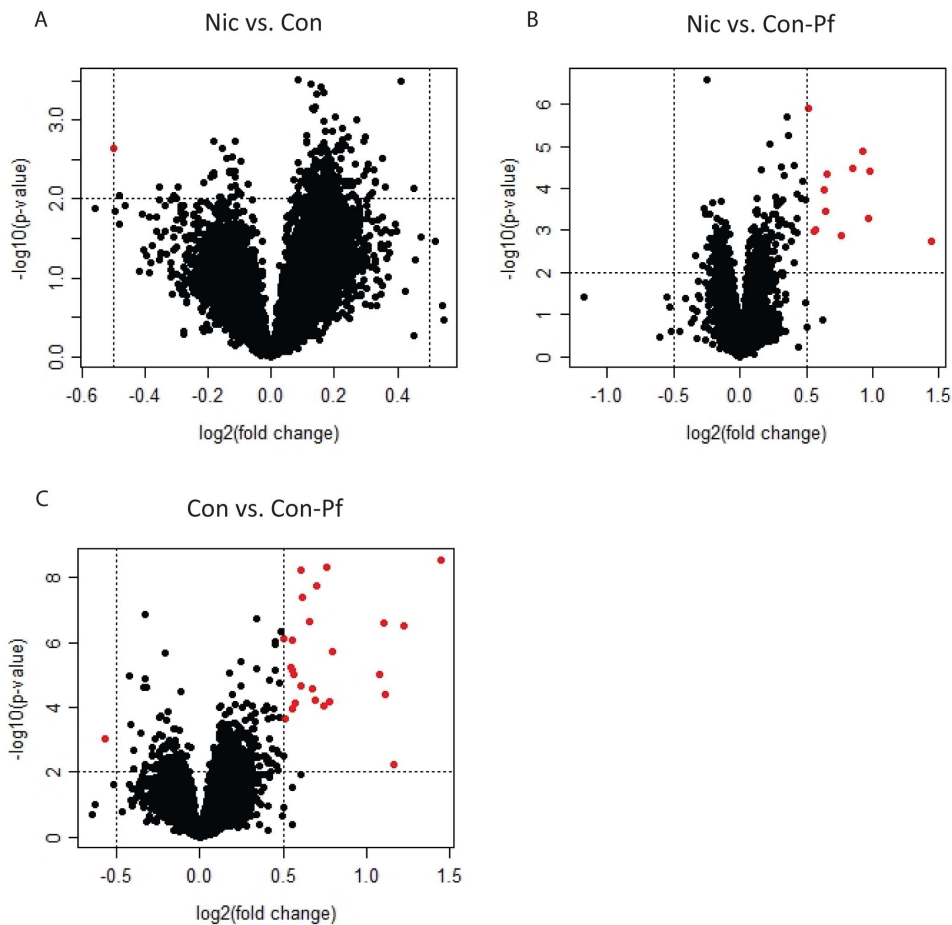 A
Nic vs. Con
-log10(p-value)
3.0
2.0
1.0
0.0
-0.6
-0.4
-0.2
0.0
0.2
0.4
log2(fold change)
B
Nic vs. Con-Pf
-log10(p-value)
6
5
4
3
2
1
0
-1.0
0.0
0.5
1.0
1.5
log2(fold change)
C
Con vs. Con-Pf
-log10(p-value)
8
6
4
2
0
-0.5
0.0
0.5
1.0
1.5
log2(fold change)